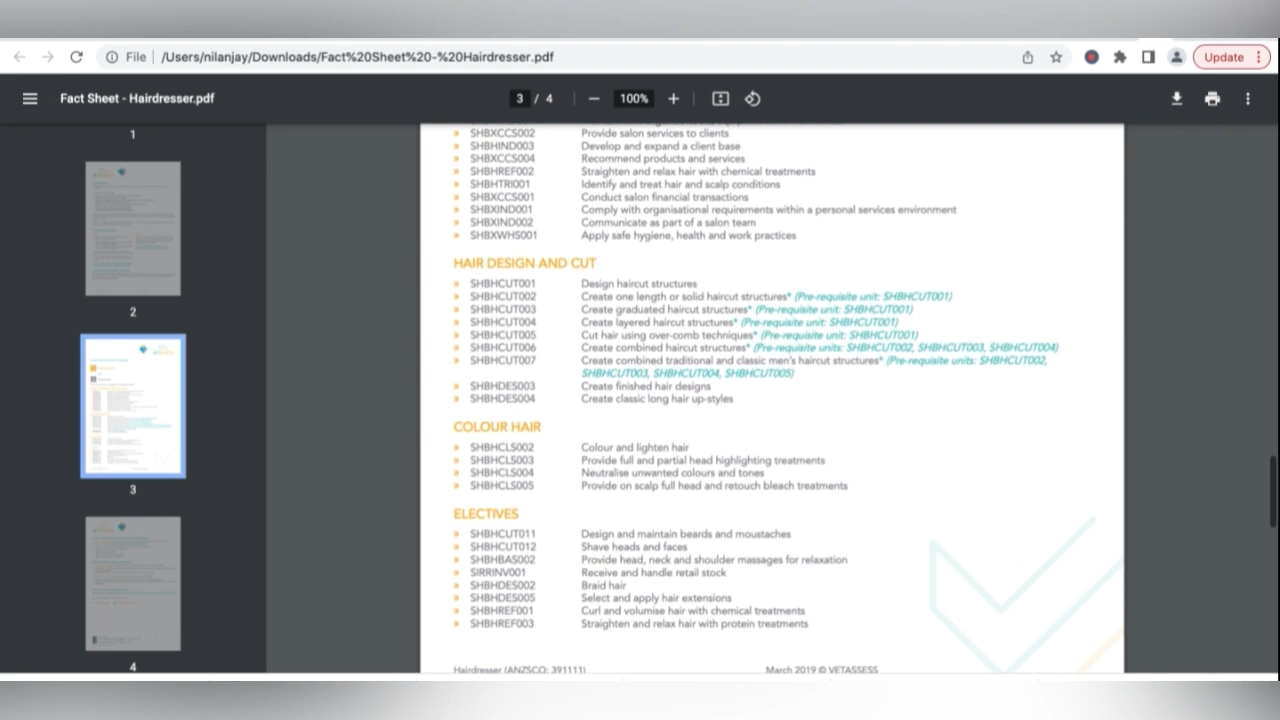 File /Users/nilanjay/Downloads/Fact%20Sheet%20-%20Hairdresser.pdf
Update
Fact Sheet - Hairdresser.pdf
3 / 4
100%
1
2
3
4
» SHBXCCS002 Provide salon services to clients
» SHBHIND003 Develop and expand a client base
» SHBXCCS004 Recommend products and services
» SHBHREF002 Straighten and relax hair with chemical treatments
» SHBHTRI001 Identify and treat hair and scalp conditions
» SHBXCCS001 Conduct salon financial transactions
» SHBXIND001 Comply with organisational requirements within a personal services environment
» SHBXIND002 Communicate as part of a salon team
» SHBXWHS001 Apply safe hygiene, health and work practices
HAIR DESIGN AND CUT
» SHBHCUT001 Design haircut structures
» SHBHCUT002 Create one length or solid haircut structures* (Pre-requisite unit: SHBHCUT001)
» SHBHCUT003 Create graduated haircut structures* (Pre-requisite unit: SHBHCUT001)
» SHBHCUT004 Create layered haircut structures* (Pre-requisite unit: SHBHCUT001)
» SHBHCUT005 Cut hair using over-comb techniques* (Pre-requisite unit: SHBHCUT001)
» SHBHCUT006 Create combined haircut structures* (Pre-requisite units: SHBHCUT002, SHBHCUT003, SHBHCUT004)
» SHBHCUT007 Create combined traditional and classic men's haircut structures* (Pre-requisite units: SHBHCUT002,
SHBHCUT003, SHBHCUT004, SHBHCUT005)
» SHBHDES003 Create finished hair designs
» SHBHDES004 Create classic long hair up-styles
COLOUR HAIR
» SHBHCLS002 Colour and lighten hair
» SHBHCLS003 Provide full and partial head highlighting treatments
» SHBHCLS004 Neutralise unwanted colours and tones
» SHBHCLS005 Provide on scalp full head and retouch bleach treatments
ELECTIVES
» SHBHCUT011 Design and maintain beards and moustaches
» SHBHCUT012 Shave heads and faces
» SHBHBAS002 Provide head, neck and shoulder massages for relaxation
» SIRRINV001 Receive and handle retail stock
» SHBHDES002 Braid hair
» SHBHDES005 Select and apply hair extensions
» SHBHREF001 Curl and volumise hair with chemical treatments
» SHBHREF003 Straighten and relax hair with protein treatments
Hairdresser (ANZSCO: 391111) March 2019 © VETASSESS